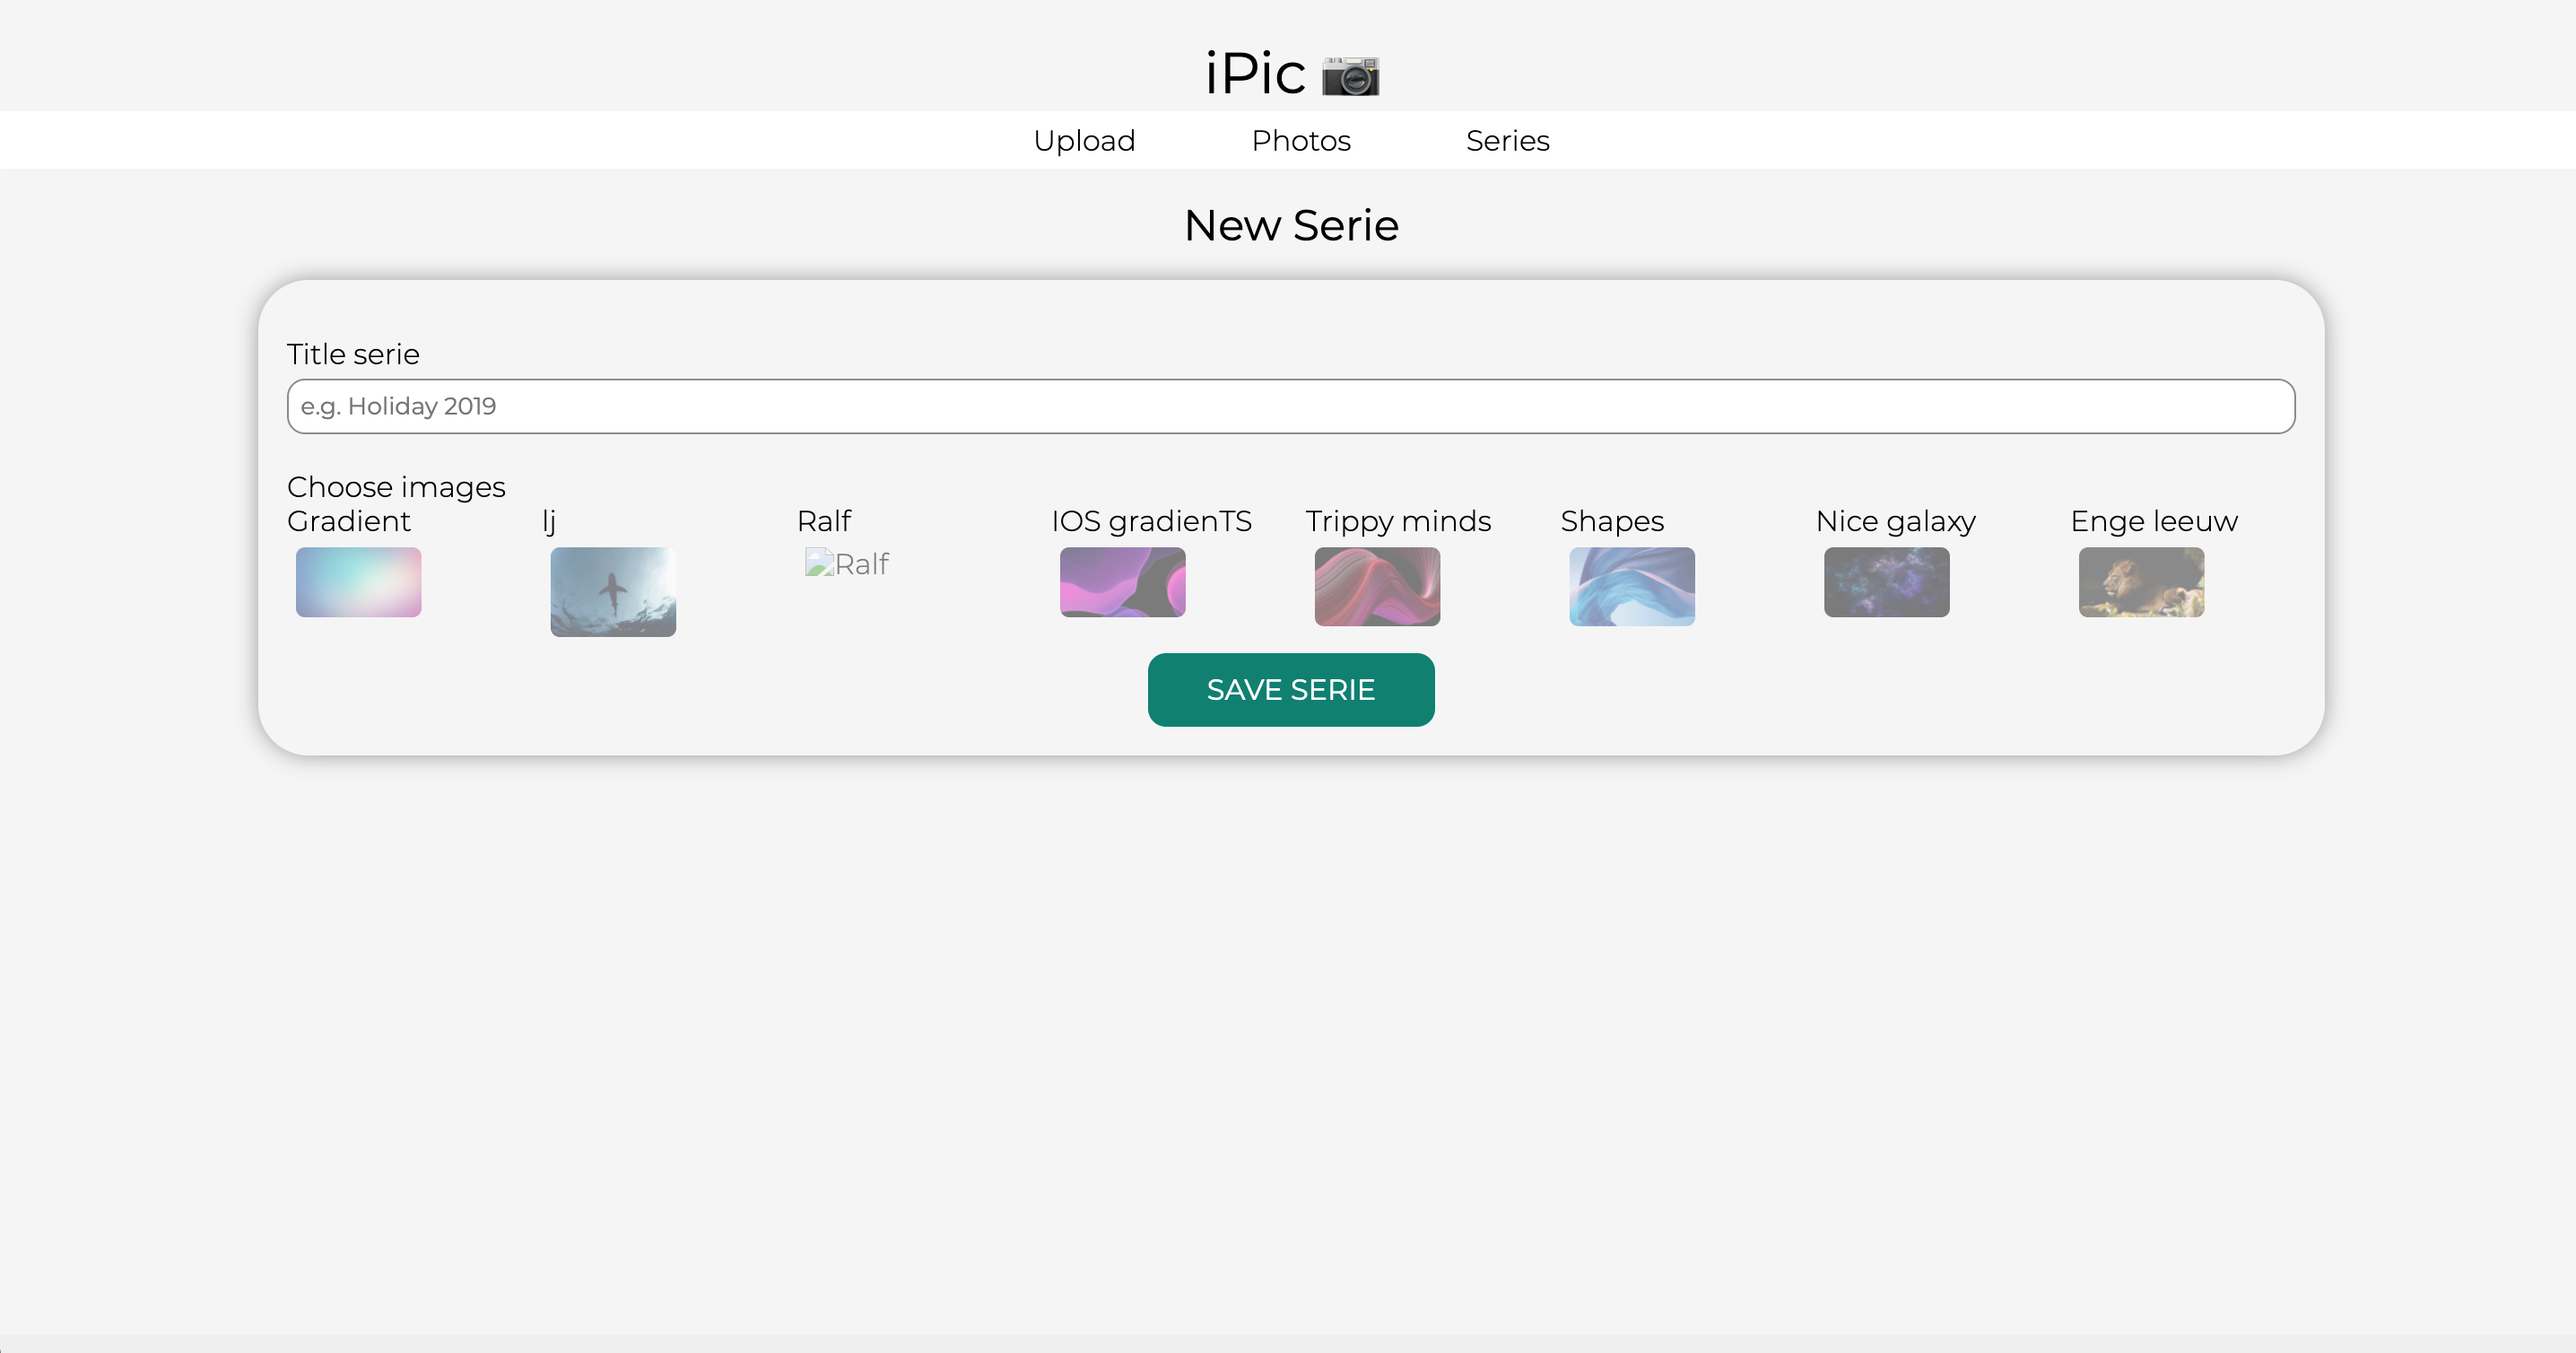 iPic
Upload Photos Series
New Serie
Title serie
e.g. Holiday 2019
Choose images
Gradient lj Ralf IOS gradienTS Trippy minds Shapes Nice galaxy Enge leeuw
Ralf
SAVE SERIE